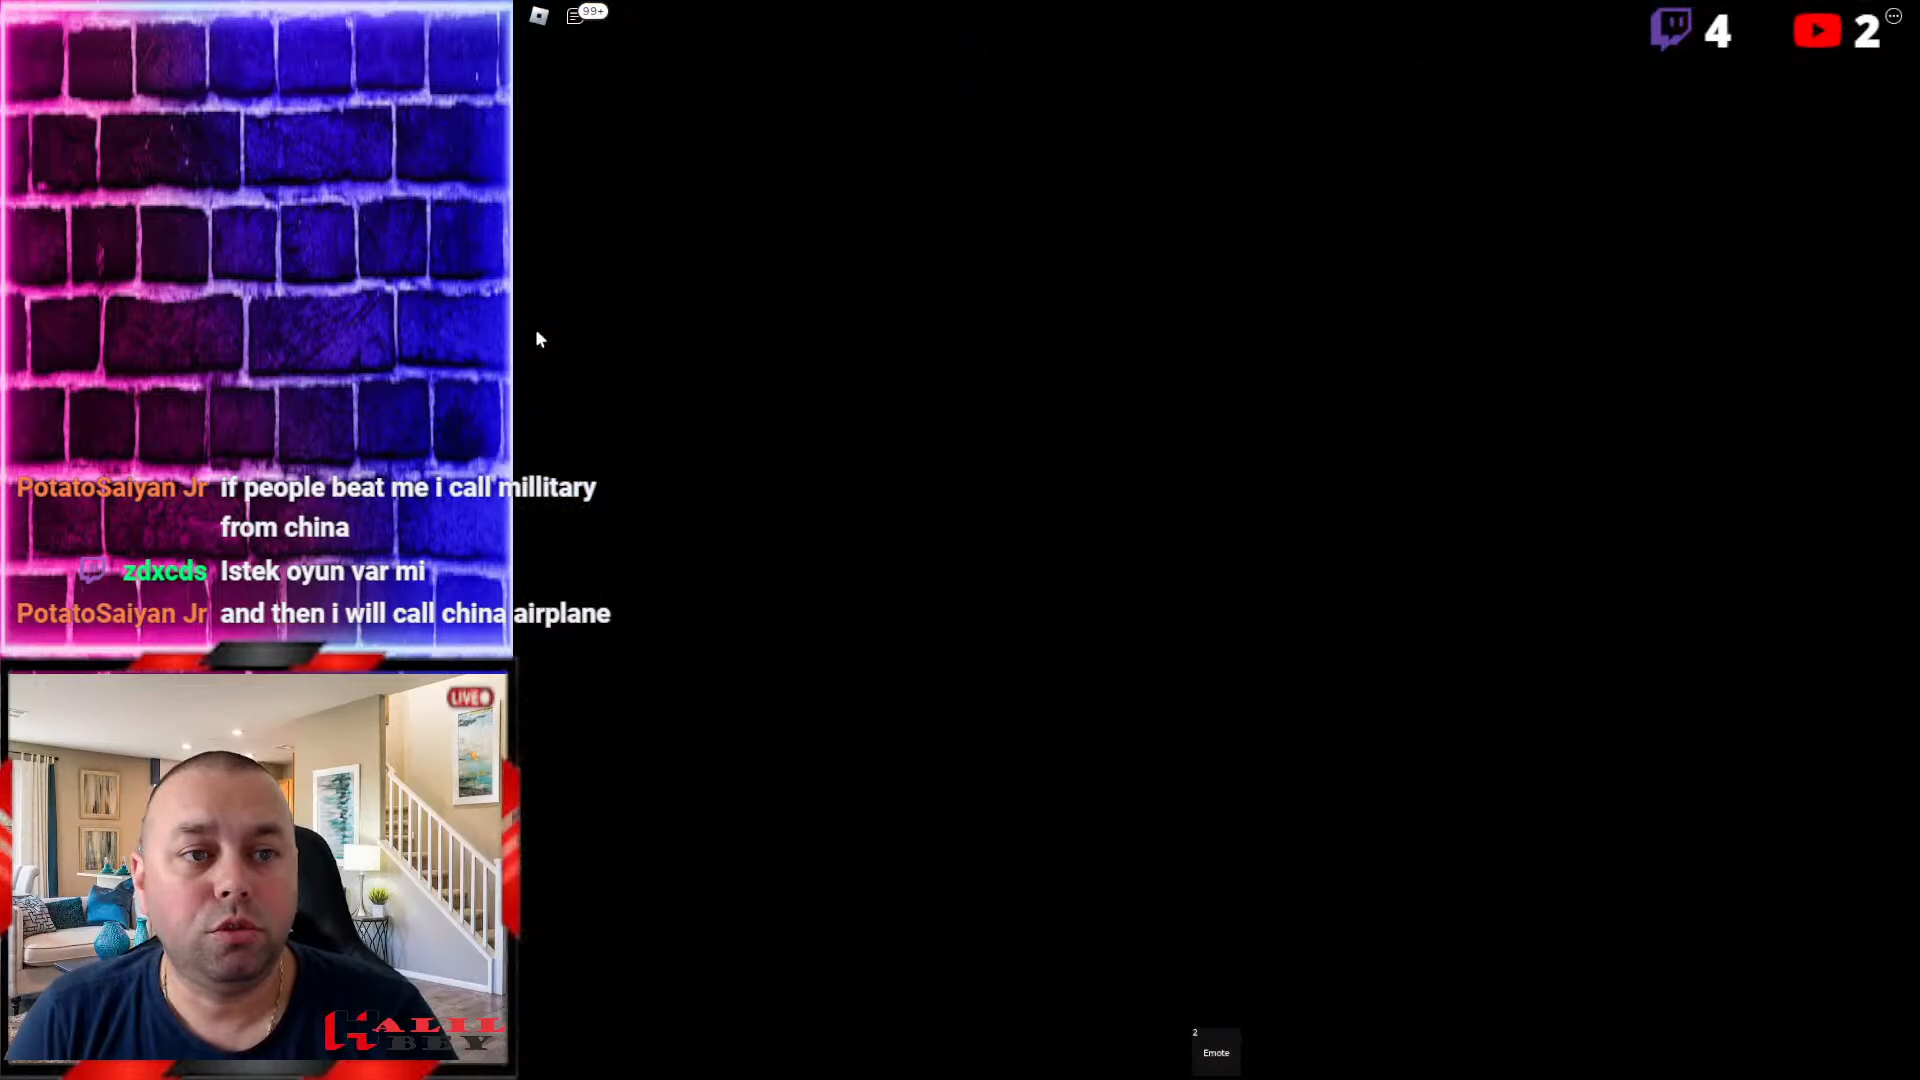 99+
4
2
PotatoSaiyan Jr if people beat me i call millitary
from china
zdxcds Istek oyun var mi
PotatoSaiyan Jr and then i will call china airplane
LIVE
HALIL
BEY
2
Emote